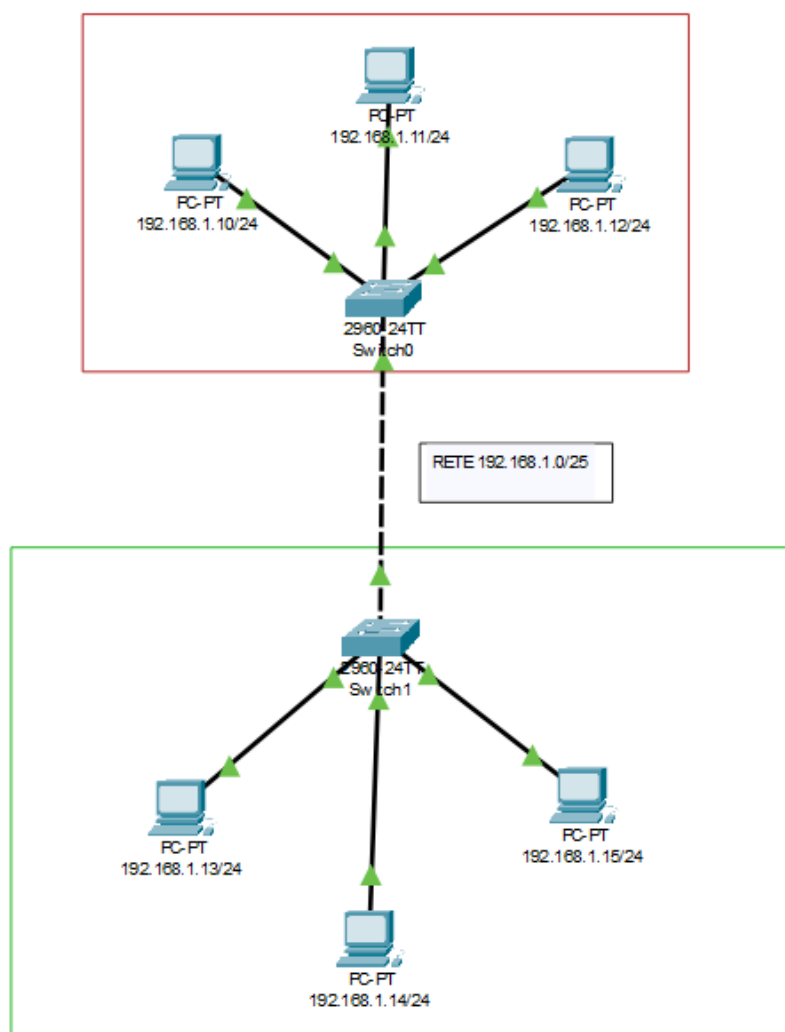 PC-PT
192.168.1.11/24
PC-PT
192.168.1.10/24
PC-PT
192.168.1.12/24
2960-24TT
Switch0
RETE 192.168.1.0/25
2960-24TT
Switch1
PC-PT
192.168.1.13/24
PC-PT
192.168.1.15/24
PC-PT
192.168.1.14/24